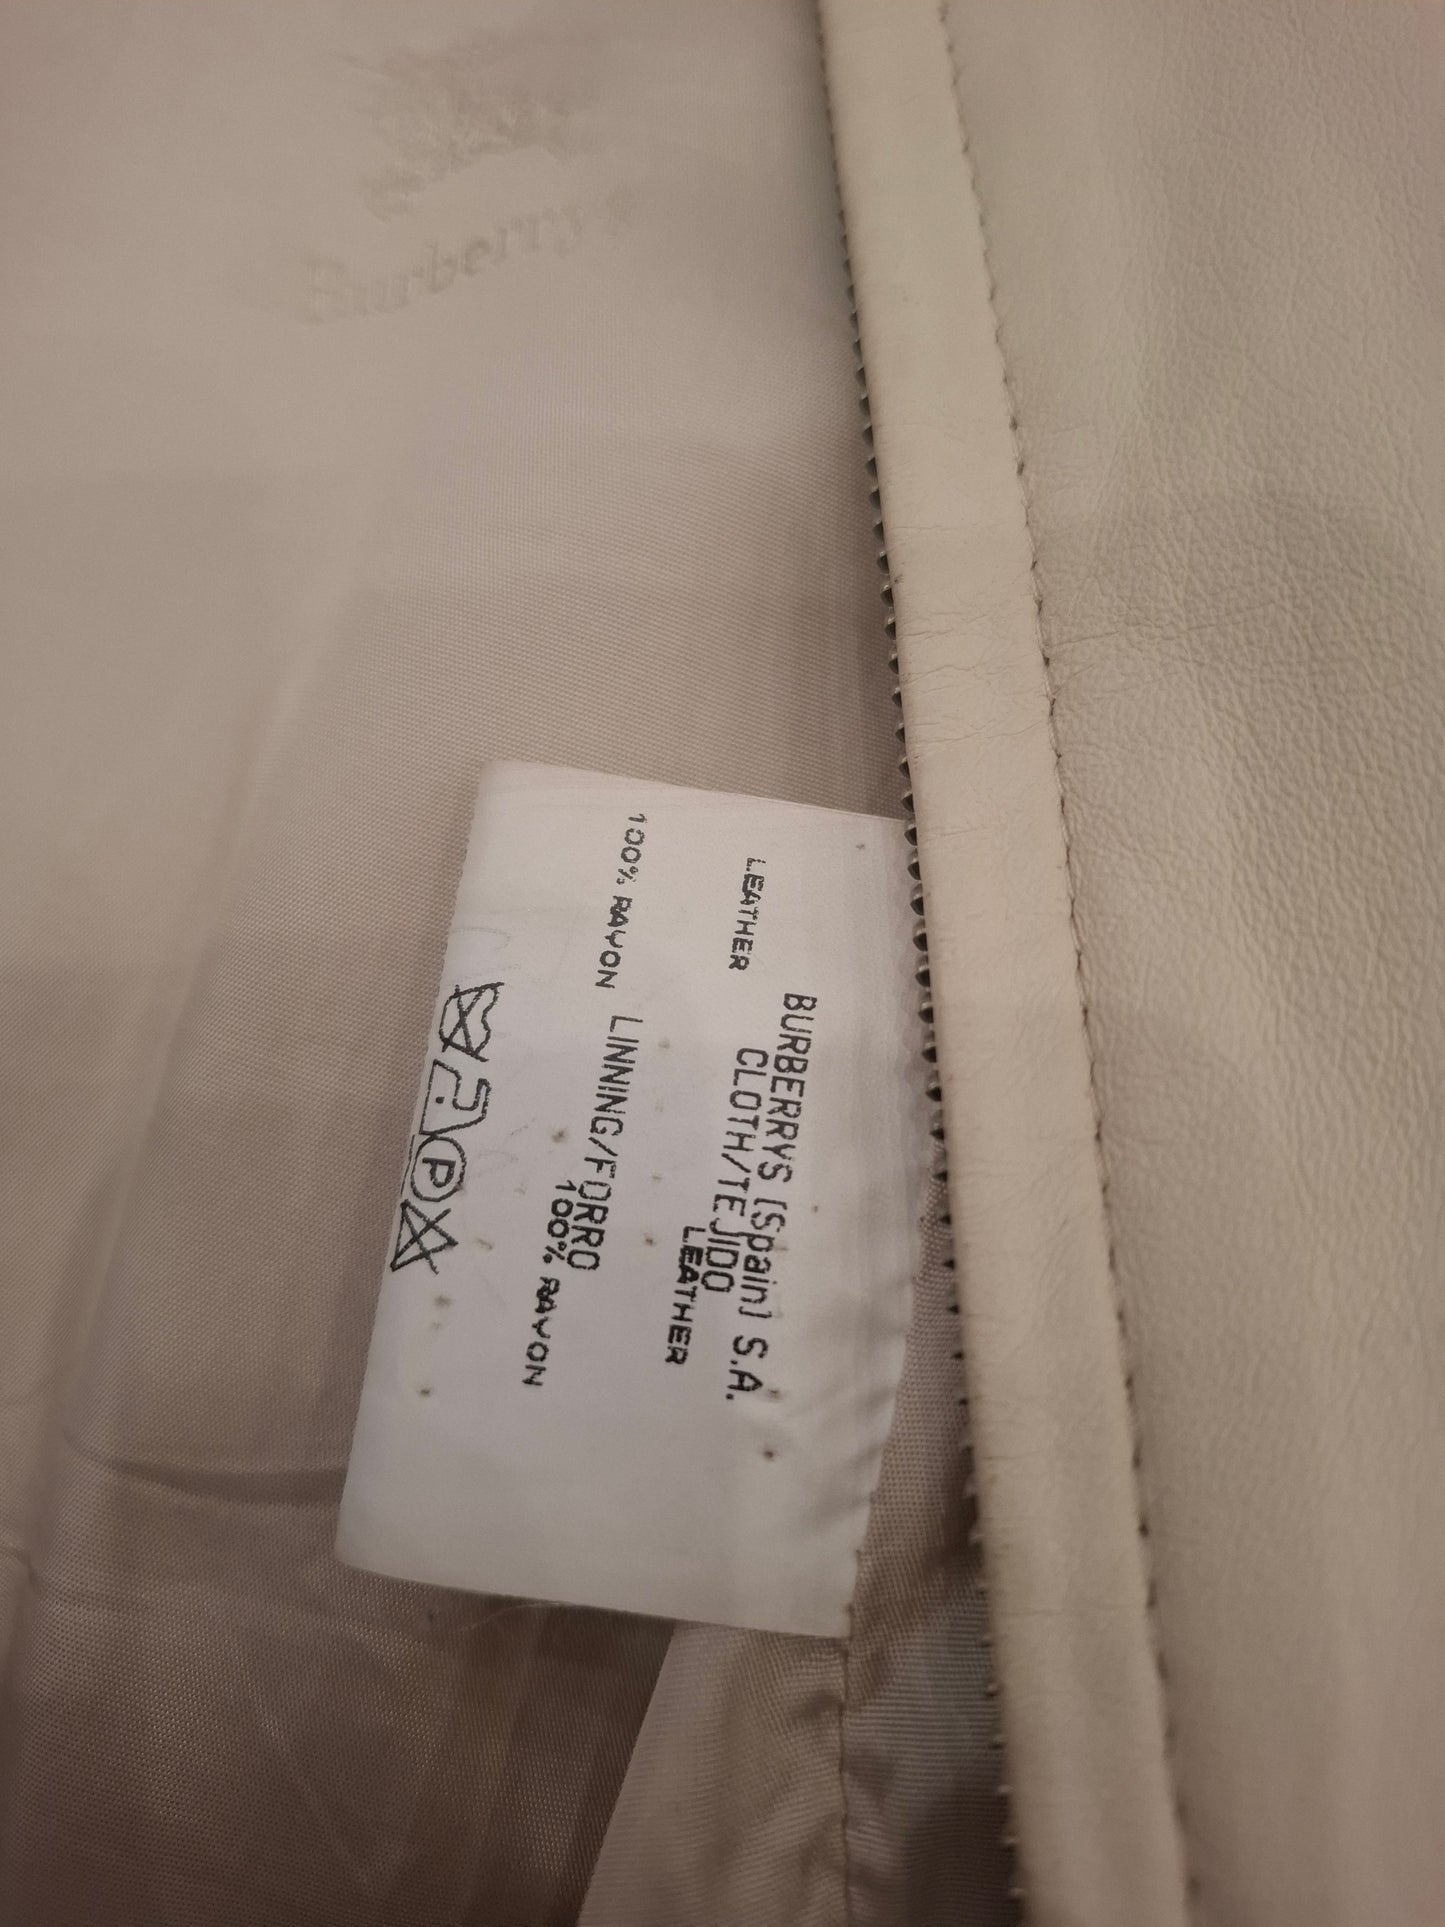 Burberrys
BURBERRYS (Spain) S.A.
CLOTH/TEJIDO
LEATHER
LEATHER
LINNING/FORRO
100% RAYON
100% RAYON
P